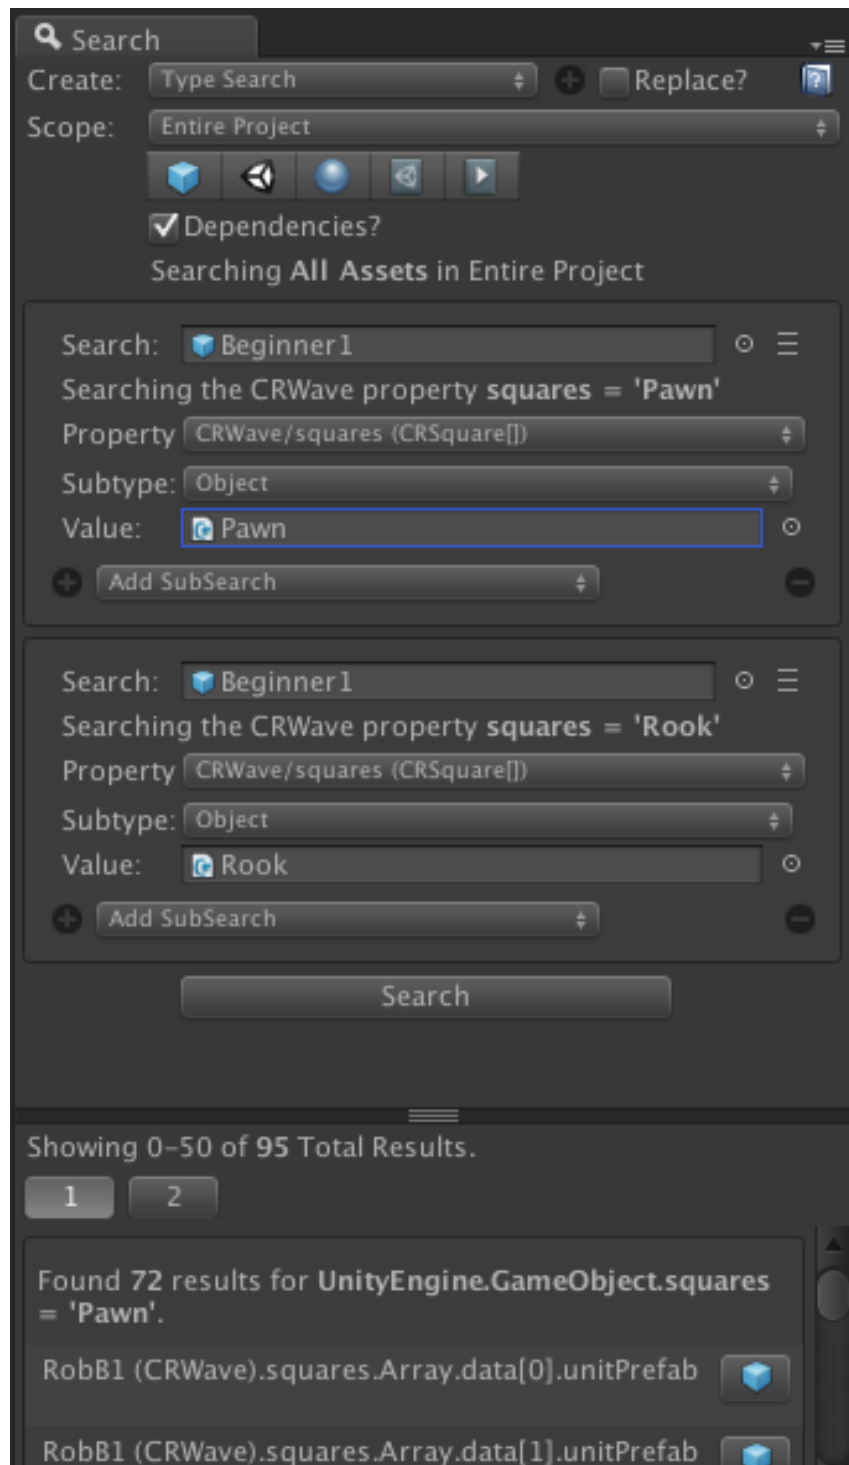 Search
Create: Type Search Replace?
Scope: Entire Project
Dependencies?
Searching All Assets in Entire Project
Search: Beginner1
Searching the CRWave property squares = 'Pawn'
Property CRWave/squares (CRSquare[])
Subtype: Object
Value: Pawn
Add SubSearch
Search: Beginner1
Searching the CRWave property squares = 'Rook'
Property CRWave/squares (CRSquare[])
Subtype: Object
Value: Rook
Add SubSearch
Search
Showing 0-50 of 95 Total Results.
1 2
Found 72 results for UnityEngine.GameObject.squares
= 'Pawn'.
RobB1 (CRWave).squares.Array.data[0].unitPrefab
RobB1 (CRWave).squares.Array.data[1].unitPrefab